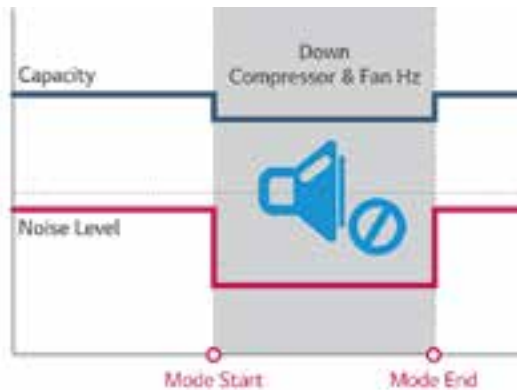 Down
Capacity
Compressor & Fan Hz
Noise Level
Mode Start
Mode End